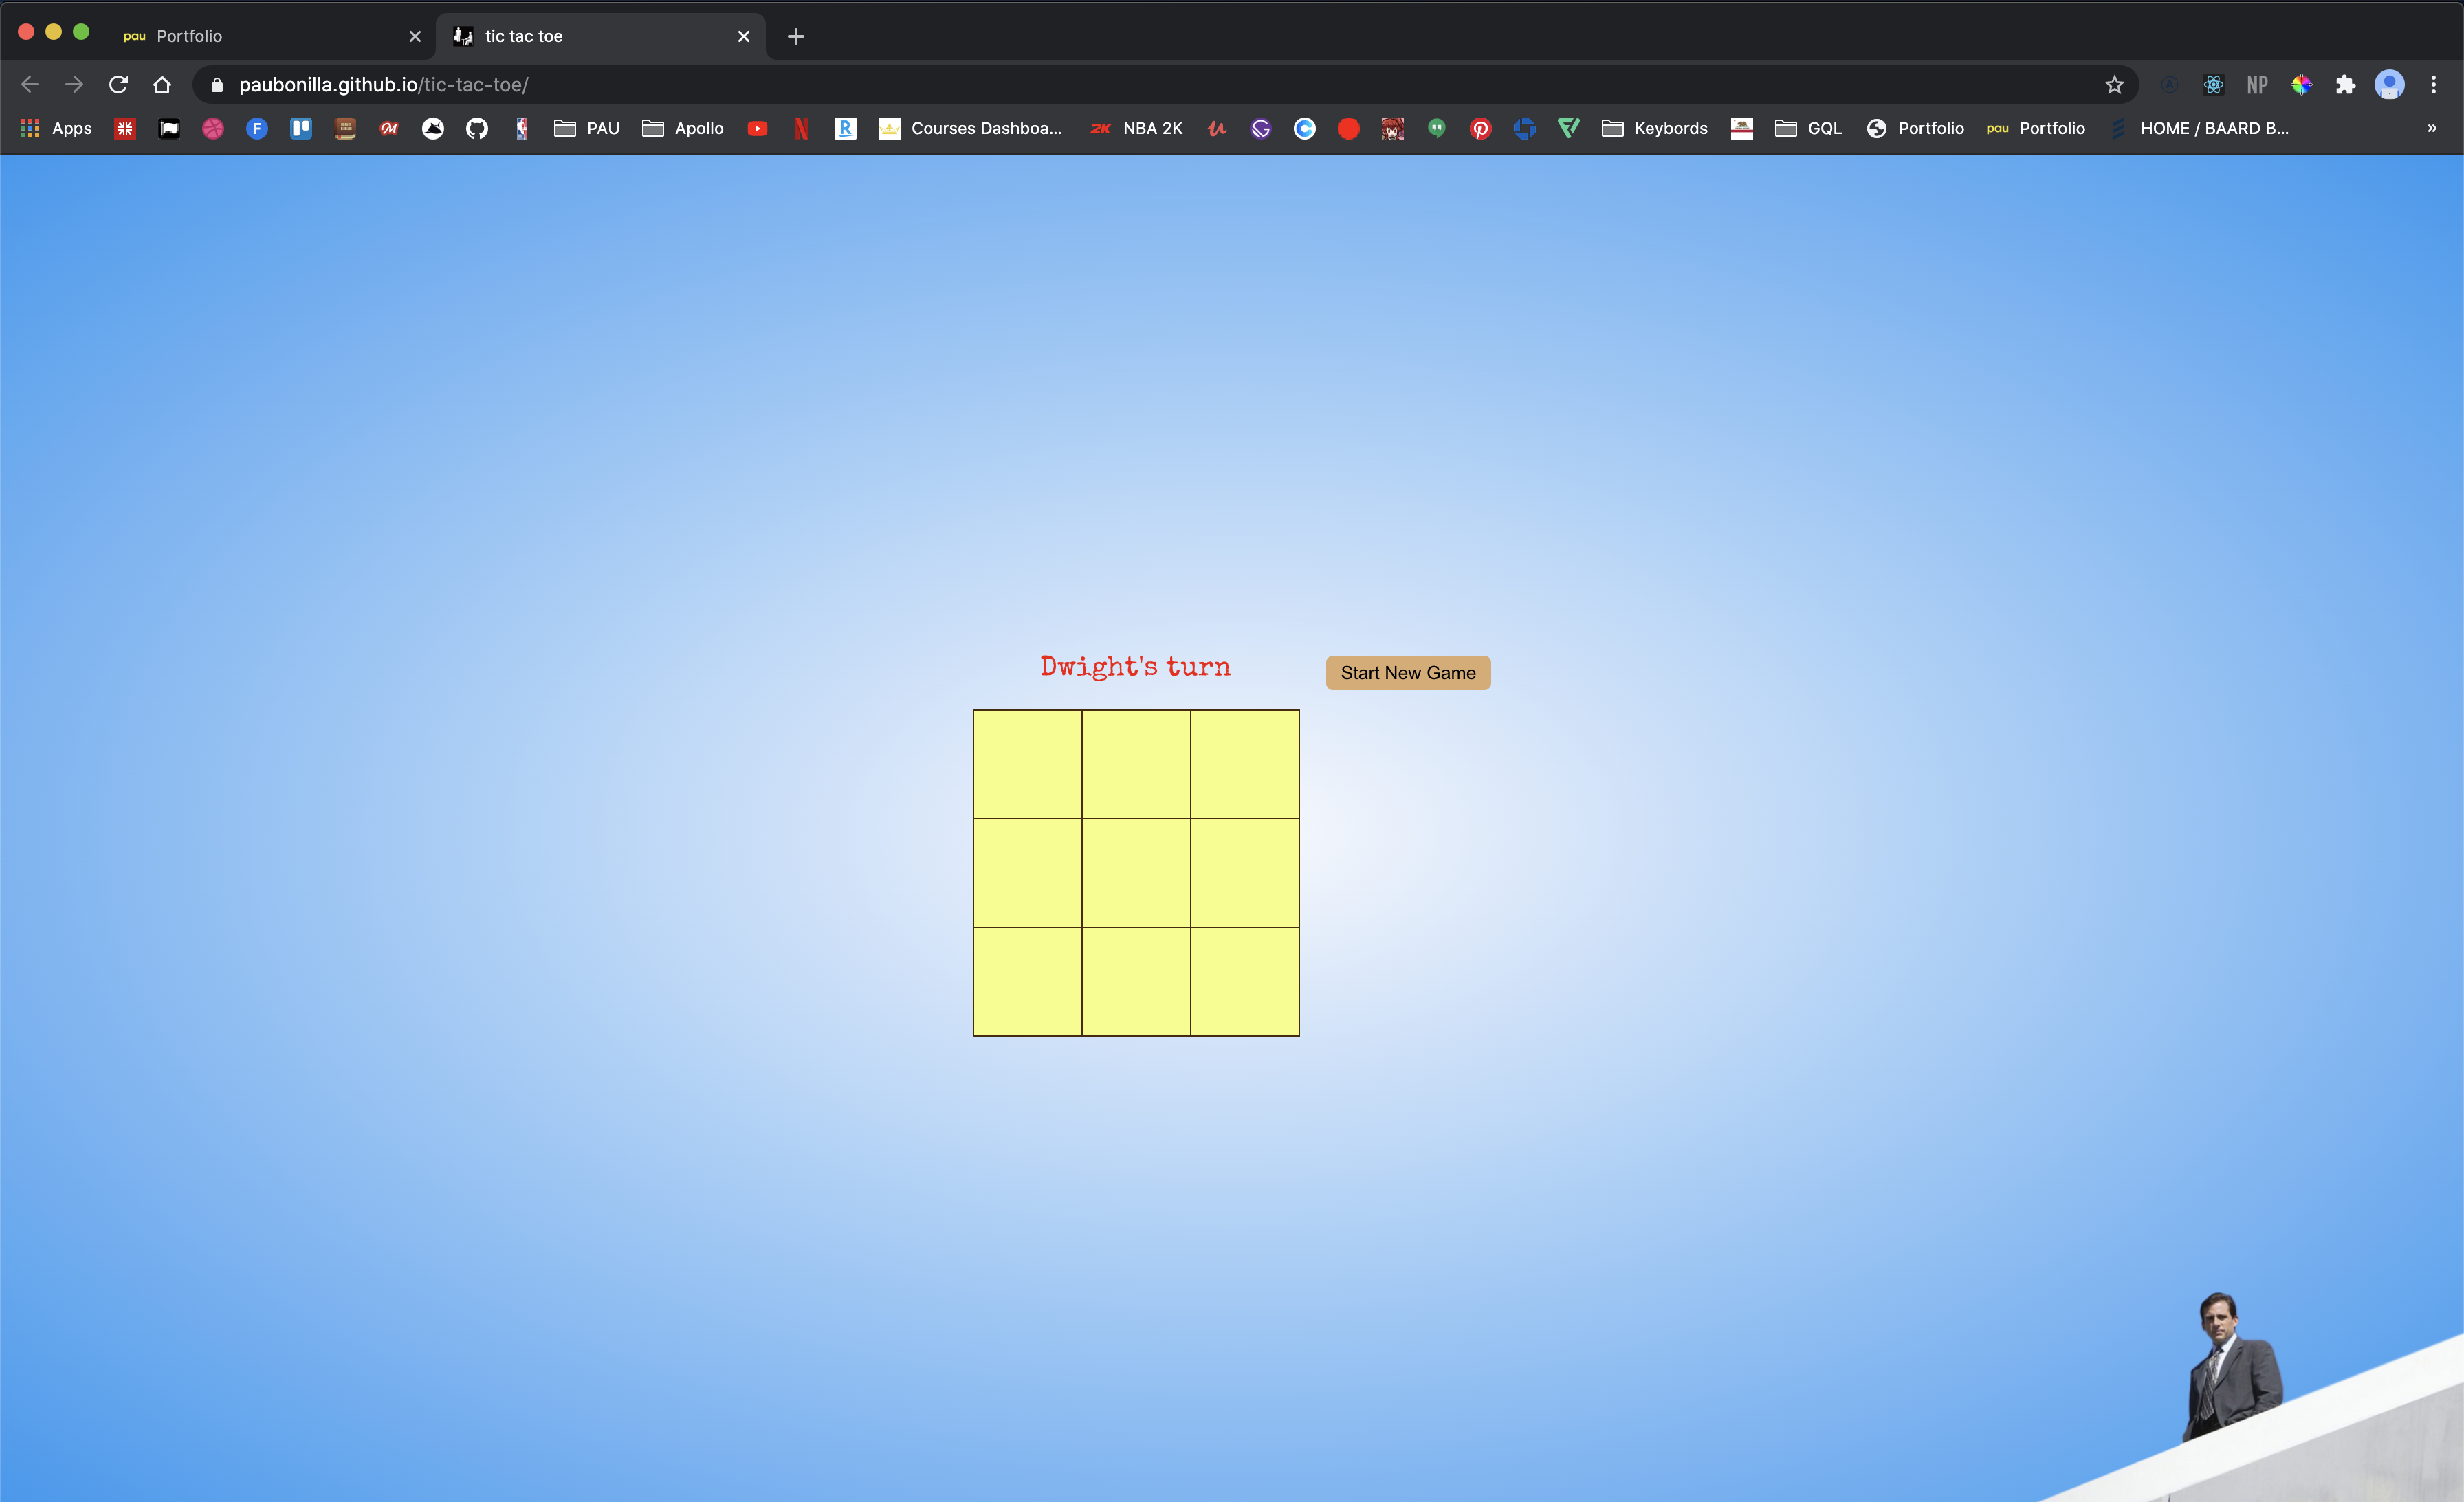 pau Portfolio
tic tac toe
paubonilla.github.io/tic-tac-toe/
NP
Apps
F
PAU
Apollo
N
R
Courses Dashboa...
2K NBA 2K
Keybords
GQL
Portfolio
pau Portfolio
HOME / BAARD B...
»
Dwight's turn
Start New Game